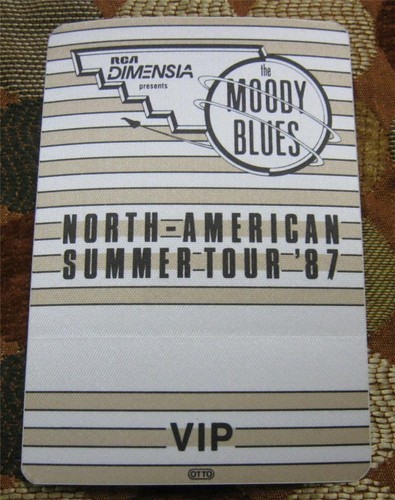 RCA
DIMENSIA
presents
the
MOODY
BLUES
NORTH-AMERICAN
SUMMER TOUR '87
VIP
OTTO